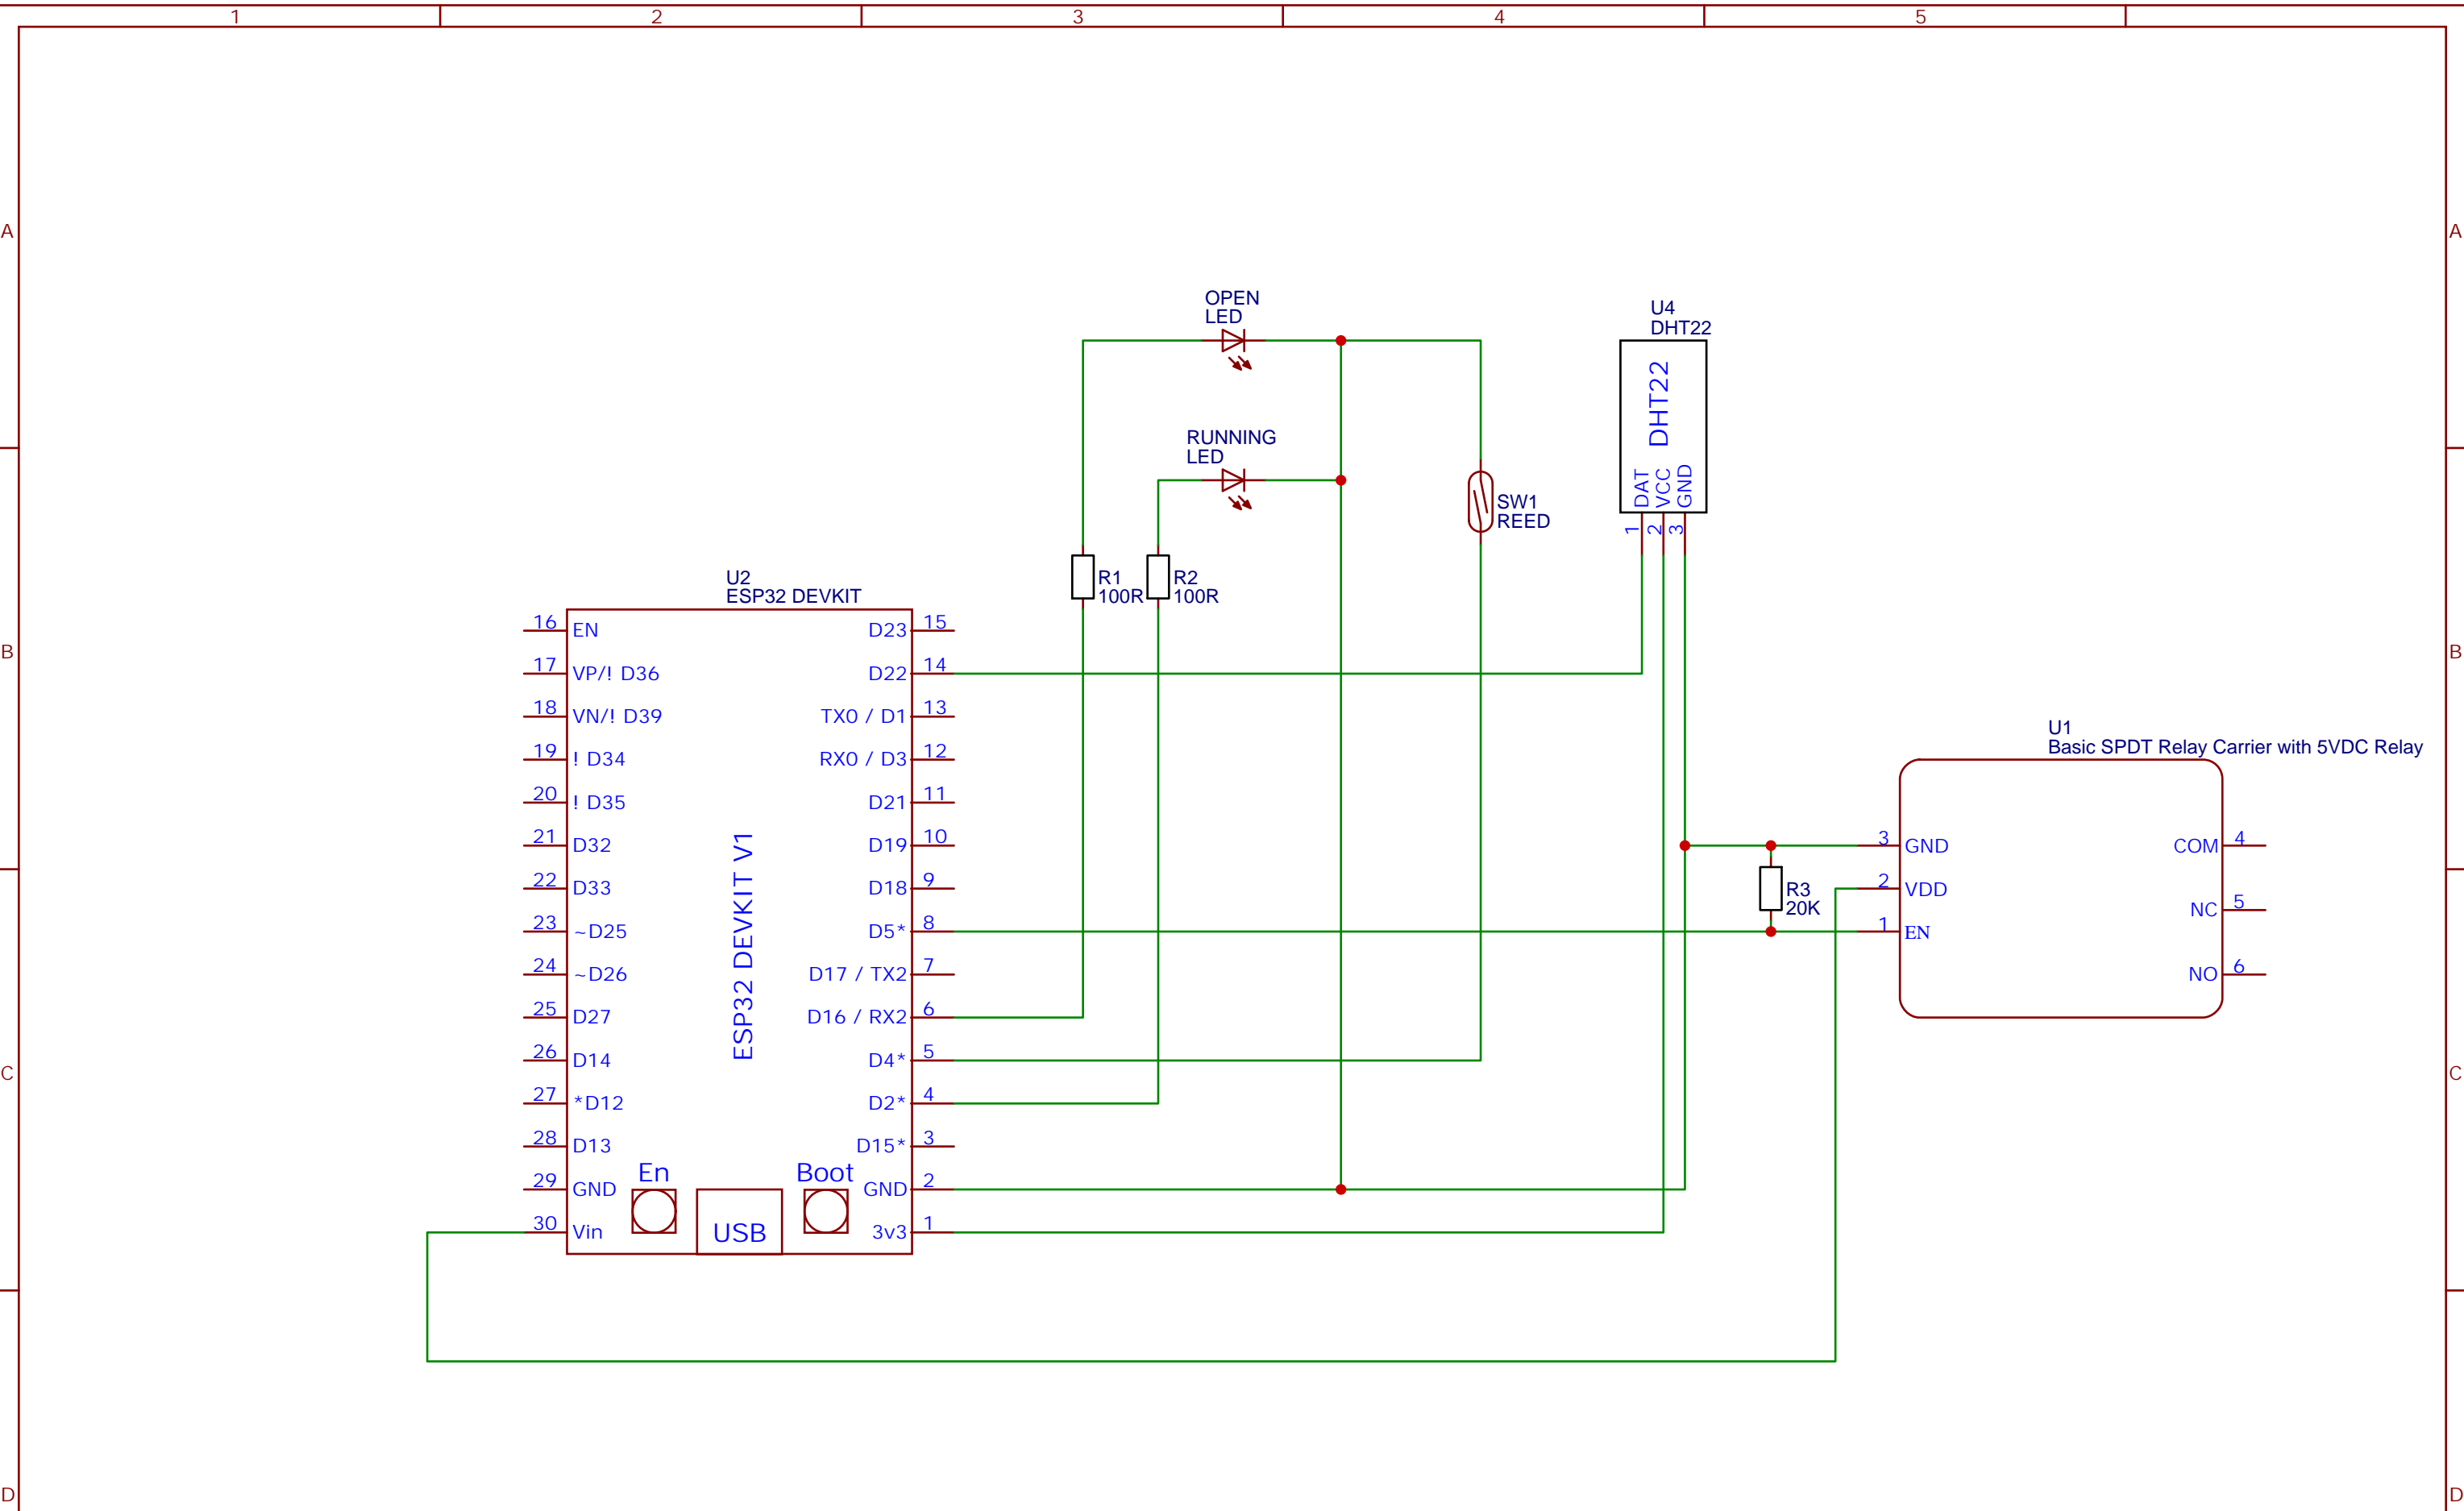 1 2 3 4 5
A A
OPEN
LED
U4
DHT22
DHT22
RUNNING
LED
DAT
VCC
GND
SW1
REED
1
2
3
R1
100R
R2
100R
U2
ESP32 DEVKIT
16 EN D23 15
B B
17 VP/! D36 D22 14
18 VN/! D39 TX0 / D1 13
U1
Basic SPDT Relay Carrier with 5VDC Relay
19 ! D34 RX0 / D3 12
20 ! D35 D21 11
21 D32 D19 10
3 GND COM 4
22 D33 D18 9
2 VDD
R3
20K
NC 5
23 ~D25 D5* 8
1 EN
ESP32 DEVKIT V1
24 ~D26 D17 / TX2 7
NO 6
25 D27 D16 / RX2 6
26 D14 D4* 5
C C
27 *D12 D2* 4
28 D13 D15* 3
En Boot
29 GND GND 2
USB
30 Vin 3v3 1
D D